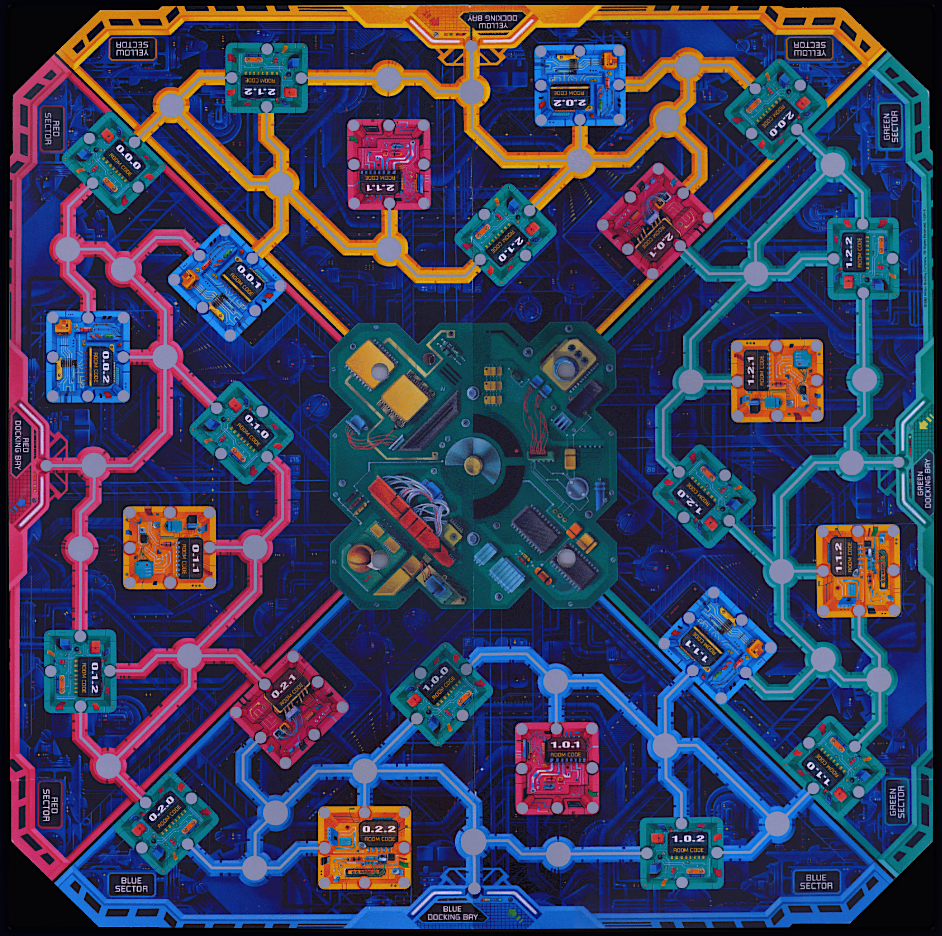 YELLOW
DOCKING BAY
YELLOW
SECTOR
YELLOW
SECTOR
2.1.2
ROOM CODE
2.0.2
ROOM CODE
2.0.0
ROOM CODE
RED
SECTOR
GREEN
SECTOR
0.0.0
ROOM CODE
2.1.1
ROOM CODE
2.1.0
ROOM CODE
2.0.1
ROOM CODE
1.2.2
ROOM CODE
0.0.1
ROOM CODE
0.0.2
ROOM CODE
1.2.1
ROOM CODE
0.1.0
ROOM CODE
RED
DOCKING BAY
GREEN
DOCKING BAY
1.2.0
ROOM CODE
0.1.1
ROOM CODE
1.1.2
ROOM CODE
1.1.1
ROOM CODE
0.1.2
ROOM CODE
0.2.1
ROOM CODE
1.0.0
ROOM CODE
1.0.1
ROOM CODE
1.1.0
ROOM CODE
RED
SECTOR
GREEN
SECTOR
0.2.0
ROOM CODE
0.2.2
ROOM CODE
1.0.2
ROOM CODE
BLUE
SECTOR
BLUE
SECTOR
BLUE
DOCKING BAY